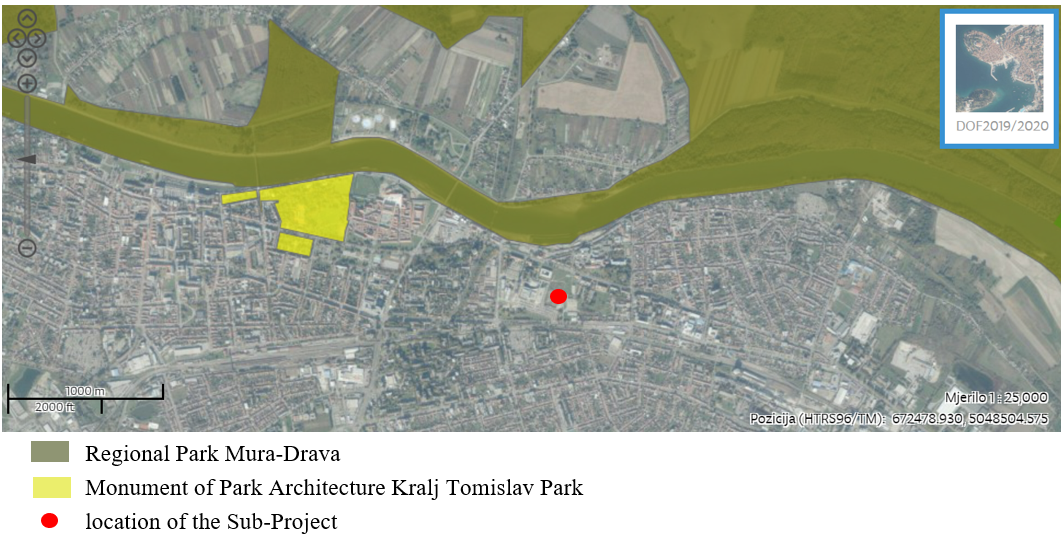 DOF2019/2020
1000 m
2000 ft
Mjerilo 1 : 25 000
Pozicija (HTRS96/TM): 672478.930, 5048504.575
Regional Park Mura-Drava
Monument of Park Architecture Kralj Tomislav Park
location of the Sub-Project